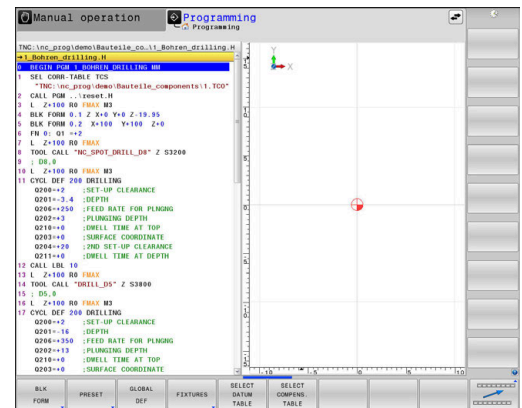 Manual operation
Programming
Programming
TNC:\nc_prog\demo\Bauteile_co…\1_Bohren_drilling.H
→1_Bohren_drilling.H
0 BEGIN PGM 1_BOHREN_DRILLING MM
1 SEL CORR-TABLE TCS
"TNC:\nc_prog\demo\Bauteile_components\1.TCO"
2 CALL PGM ..\reset.H
3 L Z+100 R0 FMAX M3
4 BLK FORM 0.1 Z X+0 Y+0 Z-19.95
5 BLK FORM 0.2 X+100 Y+100 Z+0
6 FN 0: Q1 =+2
7 L Z+100 R0 FMAX
8 TOOL CALL "NC_SPOT_DRILL_D8" Z S3200
9 ; D8,0
10 L Z+100 R0 FMAX M3
11 CYCL DEF 200 DRILLING
Q200=+2 ;SET-UP CLEARANCE
Q201=-3.4 ;DEPTH
Q206=+250 ;FEED RATE FOR PLNGNG
Q202=+3 ;PLUNGING DEPTH
Q210=+0 ;DWELL TIME AT TOP
Q203=+0 ;SURFACE COORDINATE
Q204=+20 ;2ND SET-UP CLEARANCE
Q211=+0 ;DWELL TIME AT DEPTH
12 CALL LBL 10
13 L Z+100 R0 FMAX
14 TOOL CALL "DRILL_D5" Z S3800
15 ; D5,0
16 L Z+100 R0 FMAX M3
17 CYCL DEF 200 DRILLING
Q200=+2 ;SET-UP CLEARANCE
Q201=-16 ;DEPTH
Q206=+350 ;FEED RATE FOR PLNGNG
Q202=+13 ;PLUNGING DEPTH
Q210=+0 ;DWELL TIME AT TOP
Q203=+0 ;SURFACE COORDINATE
Y
X
-10 -5 0 5 10
BLK FORM
PRESET
GLOBAL DEF
FIXTURES
SELECT DATUM TABLE
SELECT COMPENS. TABLE